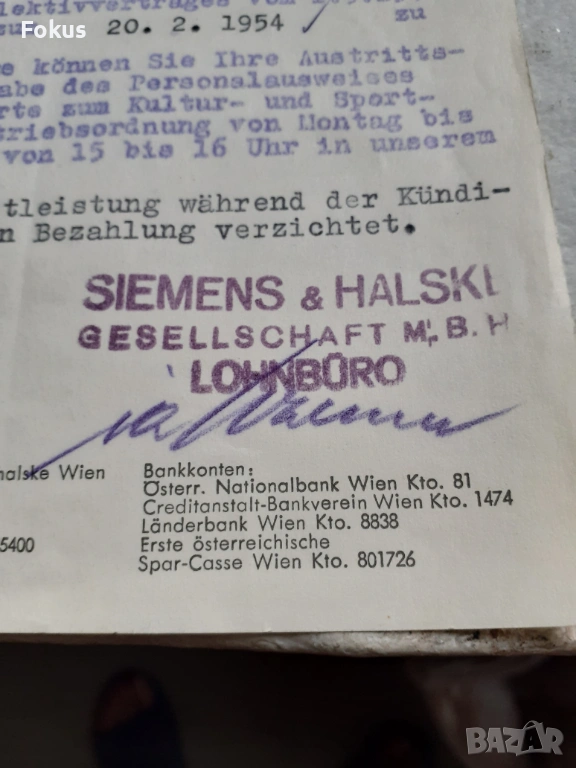 Fokus
20. 2. 1954 zu
können Sie Ihre Austritts-
des Personalausweises
zum Kultur- und Sport-
triebsordnung von Montag bis
von 15 bis 16 Uhr in unserem
tleistung während der Kündi-
n Bezahlung verzichtet.
SIEMENS & HALSKE
GESELLSCHAFT M. B. H
LOHNBÜRO
halske Wien
5400
Bankkonten:
Österr. Nationalbank Wien Kto. 81
Creditanstalt-Bankverein Wien Kto. 1474
Länderbank Wien Kto. 8838
Erste österreichische
Spar-Casse Wien Kto. 801726
BAZAR